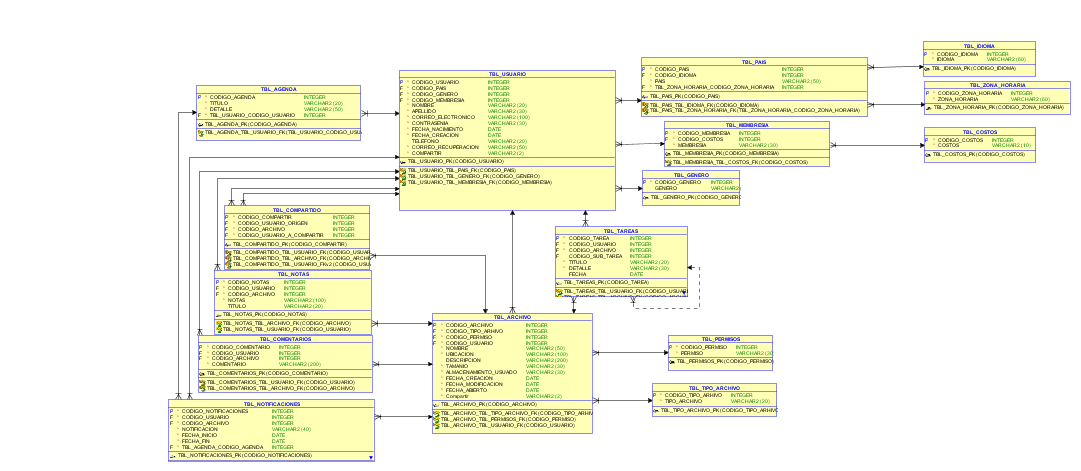 TBL_AGENDA
P * CODIGO_AGENDA INTEGER
* TITULO VARCHAR2 (20)
* DETALLE VARCHAR2 (50)
F * TBL_USUARIO_CODIGO_USUARIO INTEGER
TBL_AGENDA_PK (CODIGO_AGENDA)
TBL_AGENDA_TBL_USUARIO_FK (TBL_USUARIO_CODIGO_USU
TBL_USUARIO
P * CODIGO_USUARIO INTEGER
F * CODIGO_PAIS INTEGER
F * CODIGO_GENERO INTEGER
F * CODIGO_MEMBRESIA INTEGER
* NOMBRE VARCHAR2 (20)
* APELLIDO VARCHAR2 (30)
* CORREO_ELECTRONICO VARCHAR2 (100)
* CONTRASENIA VARCHAR2 (30)
FECHA_NACIMIENTO DATE
FECHA_CREACION DATE
TELEFONO VARCHAR2 (20)
* CORREO_RECUPERACION VARCHAR2 (50)
* COMPARTIR VARCHAR2 (2)
TBL_USUARIO_PK (CODIGO_USUARIO)
TBL_USUARIO_TBL_PAIS_FK (CODIGO_PAIS)
TBL_USUARIO_TBL_GENERO_FK (CODIGO_GENERO)
TBL_USUARIO_TBL_MEMBRESIA_FK (CODIGO_MEMBRESIA)
TBL_PAIS
P * CODIGO_PAIS INTEGER
F * CODIGO_IDIOMA INTEGER
* PAIS VARCHAR2 (50)
F * TBL_ZONA_HORARIA_CODIGO_ZONA_HORARIA INTEGER
TBL_PAIS_PK (CODIGO_PAIS)
TBL_PAIS_TBL_IDIOMA_FK (CODIGO_IDIOMA)
TBL_PAIS_TBL_ZONA_HORARIA_FK (TBL_ZONA_HORARIA_CODIGO_ZONA_HORARIA)
TBL_IDIOMA
P * CODIGO_IDIOMA INTEGER
* IDIOMA VARCHAR2 (60)
TBL_IDIOMA_PK (CODIGO_IDIOMA)
TBL_ZONA_HORARIA
P * CODIGO_ZONA_HORARIA INTEGER
* ZONA_HORARIA VARCHAR2 (60)
TBL_ZONA_HORARIA_PK (CODIGO_ZONA_HORARIA)
TBL_MEMBRESIA
P * CODIGO_MEMBRESIA INTEGER
F * CODIGO_COSTOS INTEGER
* MEMBRESIA VARCHAR2 (30)
TBL_MEMBRESIA_PK (CODIGO_MEMBRESIA)
TBL_MEMBRESIA_TBL_COSTOS_FK (CODIGO_COSTOS)
TBL_COSTOS
P * CODIGO_COSTOS INTEGER
* COSTOS VARCHAR2 (10)
TBL_COSTOS_PK (CODIGO_COSTOS)
TBL_GENERO
P * CODIGO_GENERO INTEGER
GENERO VARCHAR2
TBL_GENERO_PK (CODIGO_GENER
TBL_COMPARTIDO
P * CODIGO_COMPARTIR INTEGER
F * CODIGO_USUARIO_ORIGEN INTEGER
F * CODIGO_ARCHIVO INTEGER
F * CODIGO_USUARIO_A_COMPARTIR INTEGER
TBL_COMPARTIDO_PK (CODIGO_COMPARTIR)
TBL_COMPARTIDO_TBL_USUARIO_FK (CODIGO_USUAR
TBL_COMPARTIDO_TBL_ARCHIVO_FK (CODIGO_ARCHIV
TBL_COMPARTIDO_TBL_USUARIO_FKv2 (CODIGO_USU
TBL_TAREAS
P * CODIGO_TAREA INTEGER
F * CODIGO_USUARIO INTEGER
F * CODIGO_ARCHIVO INTEGER
F CODIGO_SUB_TAREA INTEGER
* TITULO VARCHAR2 (20)
* DETALLE VARCHAR2 (30)
FECHA DATE
TBL_TAREAS_PK (CODIGO_TAREA)
TBL_TAREAS_TBL_USUARIO_FK (CODIGO_USUAR
TBL_NOTAS
P * CODIGO_NOTAS INTEGER
F * CODIGO_USUARIO INTEGER
F * CODIGO_ARCHIVO INTEGER
* NOTAS VARCHAR2 (100)
TITULO VARCHAR2 (20)
TBL_NOTAS_PK (CODIGO_NOTAS)
TBL_NOTAS_TBL_ARCHIVO_FK (CODIGO_ARCHIVO)
TBL_NOTAS_TBL_USUARIO_FK (CODIGO_USUARIO)
TBL_ARCHIVO
P * CODIGO_ARCHIVO INTEGER
F * CODIGO_TIPO_ARCHIVO INTEGER
F * CODIGO_PERMISO INTEGER
F * CODIGO_USUARIO INTEGER
* NOMBRE VARCHAR2 (50)
* UBICACION VARCHAR2 (100)
DESCRIPCION VARCHAR2 (200)
* TAMANIO VARCHAR2 (30)
* ALMACENAMIENTO_USUADO VARCHAR2 (30)
* FECHA_CREACION DATE
* FECHA_MODIFICACION DATE
* FECHA_ABIERTO DATE
* Compartir VARCHAR2 (2)
TBL_ARCHIVO_PK (CODIGO_ARCHIVO)
TBL_ARCHIVO_TBL_TIPO_ARCHIVO_FK (CODIGO_TIPO_ARHIV
TBL_ARCHIVO_TBL_PERMISOS_FK (CODIGO_PERMISO)
TBL_ARCHIVO_TBL_USUARIO_FK (CODIGO_USUARIO)
TBL_COMENTARIOS
P * CODIGO_COMENTARIO INTEGER
F * CODIGO_USUARIO INTEGER
F * CODIGO_ARCHIVO INTEGER
* COMENTARIO VARCHAR2 (200)
TBL_COMENTARIOS_PK (CODIGO_COMENTARIO)
TBL_COMENTARIOS_TBL_USUARIO_FK (CODIGO_USUARIO)
TBL_COMENTARIOS_TBL_ARCHIVO_FK (CODIGO_ARCHIVO)
TBL_PERMISOS
P * CODIGO_PERMISO INTEGER
* PERMISO VARCHAR2 (30
TBL_PERMISOS_PK (CODIGO_PERMISO)
TBL_TIPO_ARCHIVO
P * CODIGO_TIPO_ARHIVO INTEGER
* TIPO_ARCHIVO VARCHAR2 (20)
TBL_TIPO_ARCHIVO_PK (CODIGO_TIPO_ARHIVO
TBL_NOTIFICACIONES
P * CODIGO_NOTIFICACIONES INTEGER
F * CODIGO_USUARIO INTEGER
F * CODIGO_ARCHIVO INTEGER
* NOTIFICACION VARCHAR2 (40)
* FECHA_INICIO DATE
* FECHA_FIN DATE
F * TBL_AGENDA_CODIGO_AGENDA INTEGER
TBL_NOTIFICACIONES_PK (CODIGO_NOTIFICACIONES)